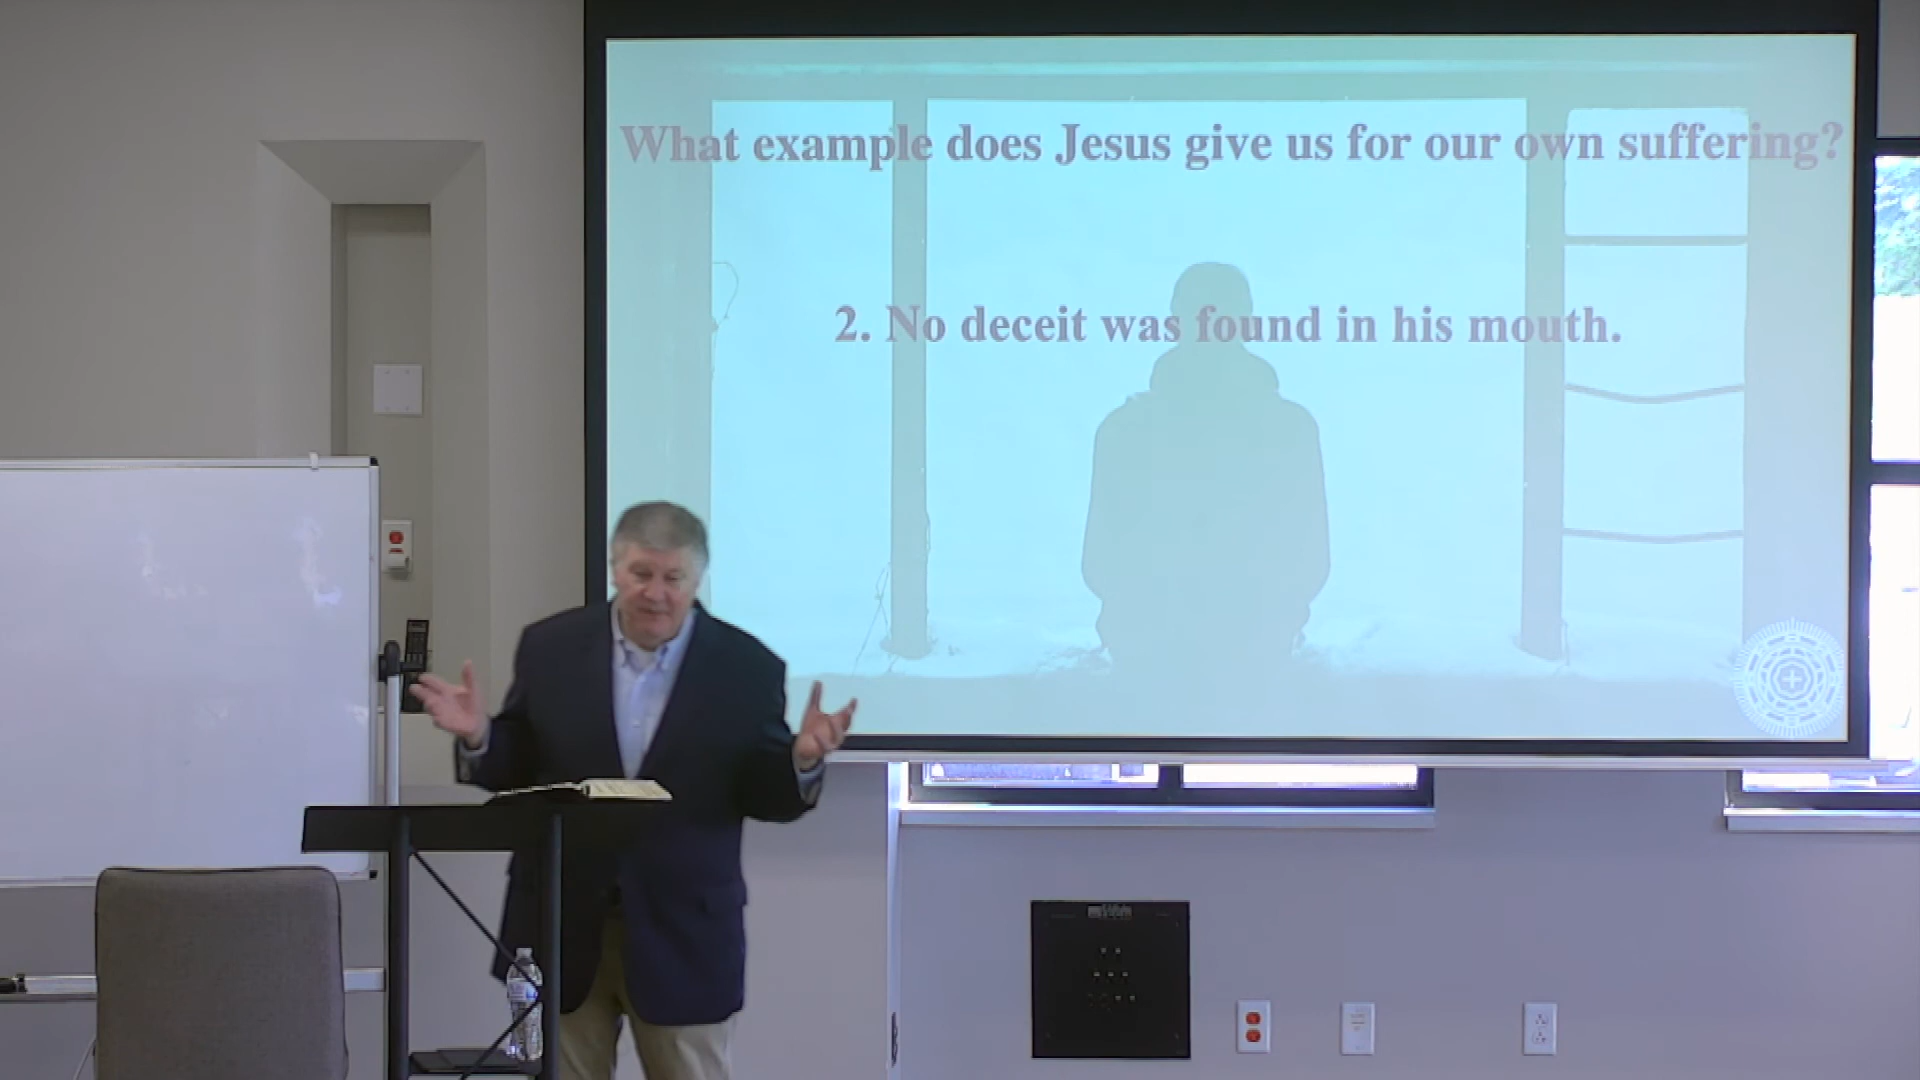 What example does Jesus give us for our own suffering?
2. No deceit was found in his mouth.